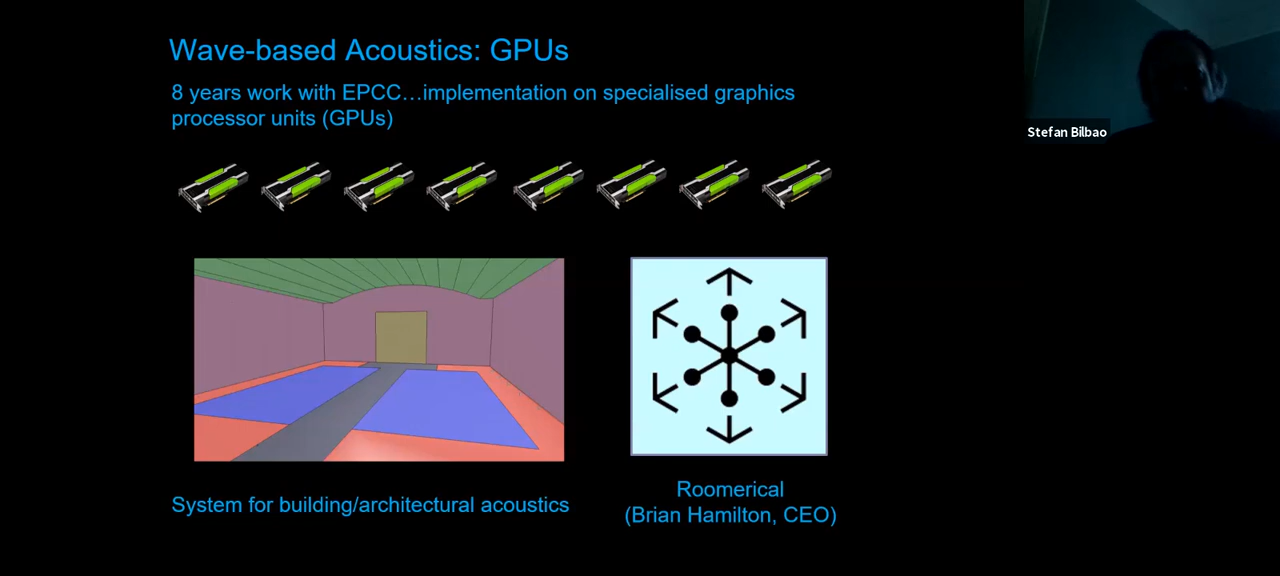 Wave-based Acoustics: GPUs
8 years work with EPCC…implementation on specialised graphics
processor units (GPUs)
Stefan Bilbao
System for building/architectural acoustics
Roomerical
(Brian Hamilton, CEO)